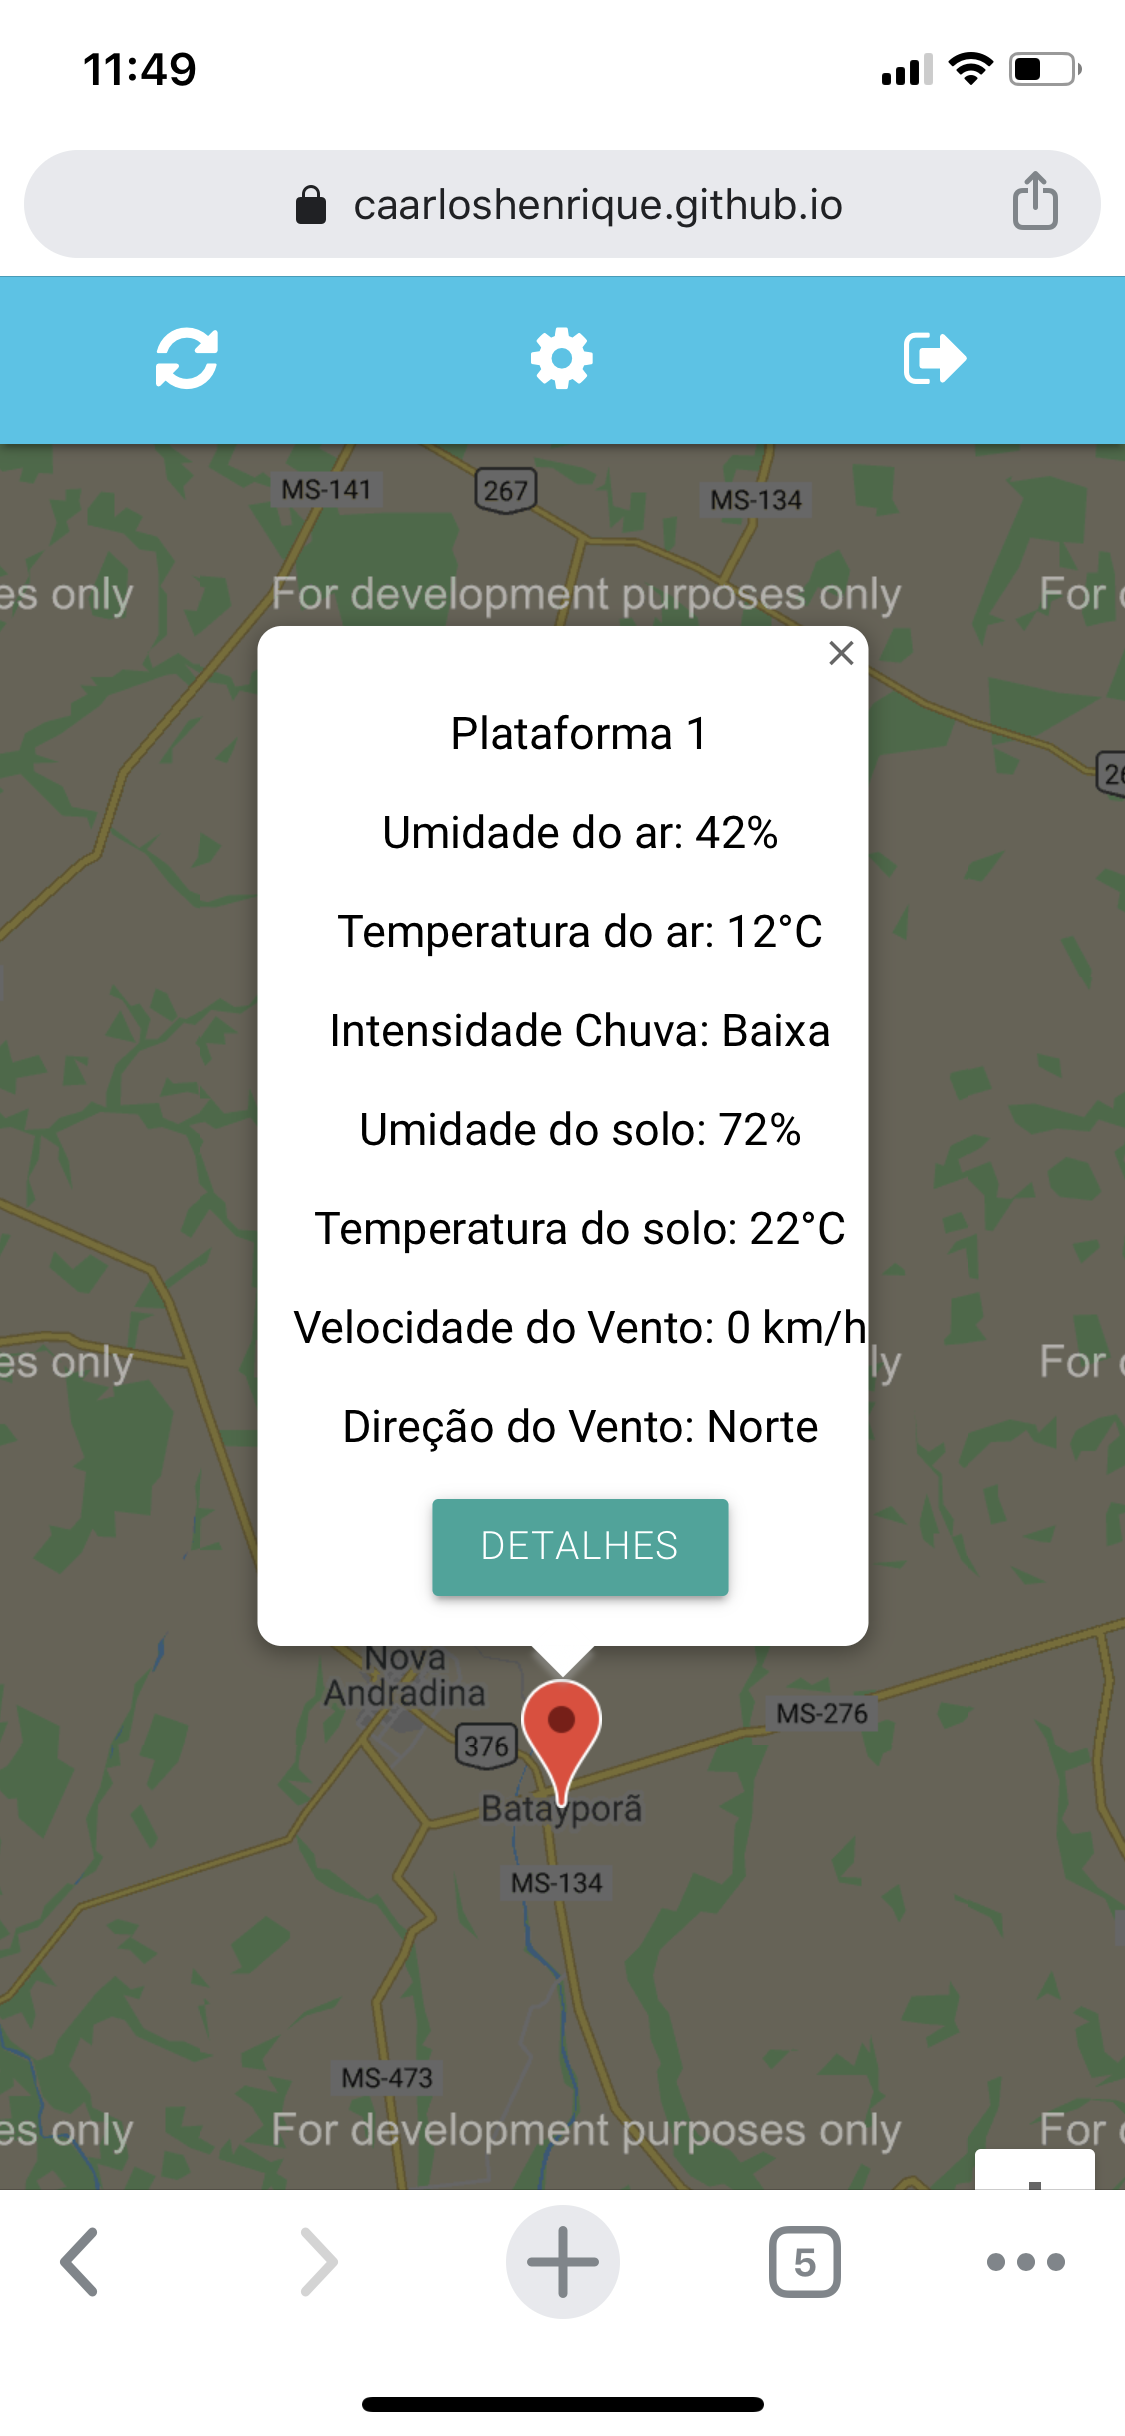 11:49
caarloshenrique.github.io
MS-141
267
MS-134
es only
For development purposes only
For
Plataforma 1
26
Umidade do ar: 42%
Temperatura do ar: 12°C
Intensidade Chuva: Baixa
Umidade do solo: 72%
Temperatura do solo: 22°C
Velocidade do Vento: 0 km/h
es only
ly
For
Direção do Vento: Norte
DETALHES
Nova
Andradina
MS-276
376
Batayporã
MS-134
MS-473
es only
For development purposes only
For
5